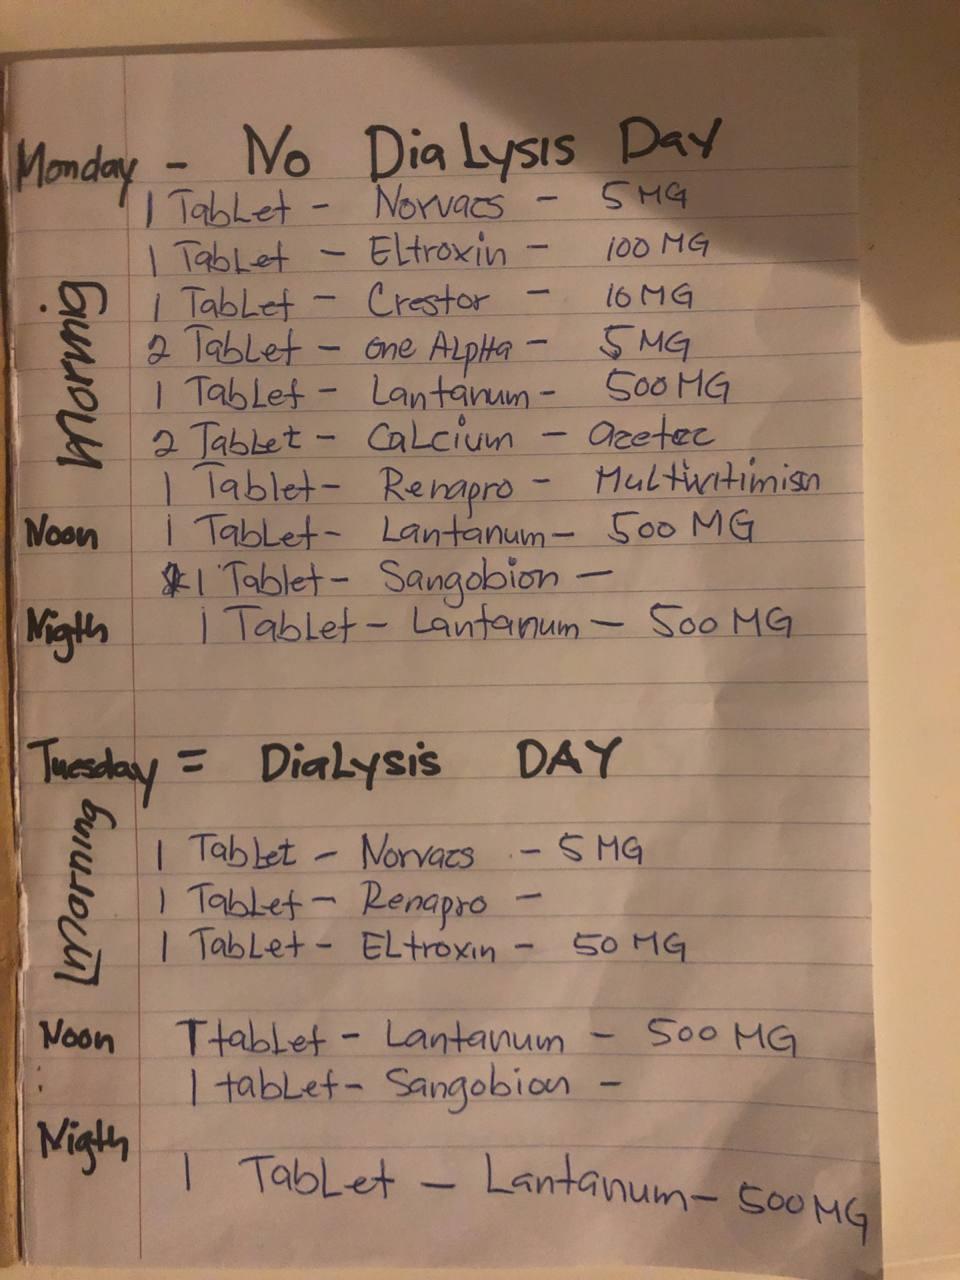 Monday - No DiaLysis Day
1 TabLet - Norvacs - 5 MG
1 TabLet - ELtroxin - 100 MG
Morning
1 TabLet - Crestor - 10 MG
2 TabLet - one ALpHa - 5 MG
1 TabLet - Lantanum - 500 MG
2 TabLet - CaLcium - Acetec
1 TabLet - Renapro - MuLtivitimisn
Noon 1 TabLet - Lantanum - 500 MG
1 Tablet - Sangobion -
Nigth 1 TabLet - Lantanum - 500 MG
Tuesday = DiaLysis DAY
Morning
1 TabLet - Norvacs - 5 MG
1 TabLet - Renapro -
1 TabLet - ELtroxin - 50 MG
Noon 1 tabLet - Lantanum - 500 MG
: 1 tabLet - Sangobion -
Nigth
1 TabLet - Lantanum - 500 MG